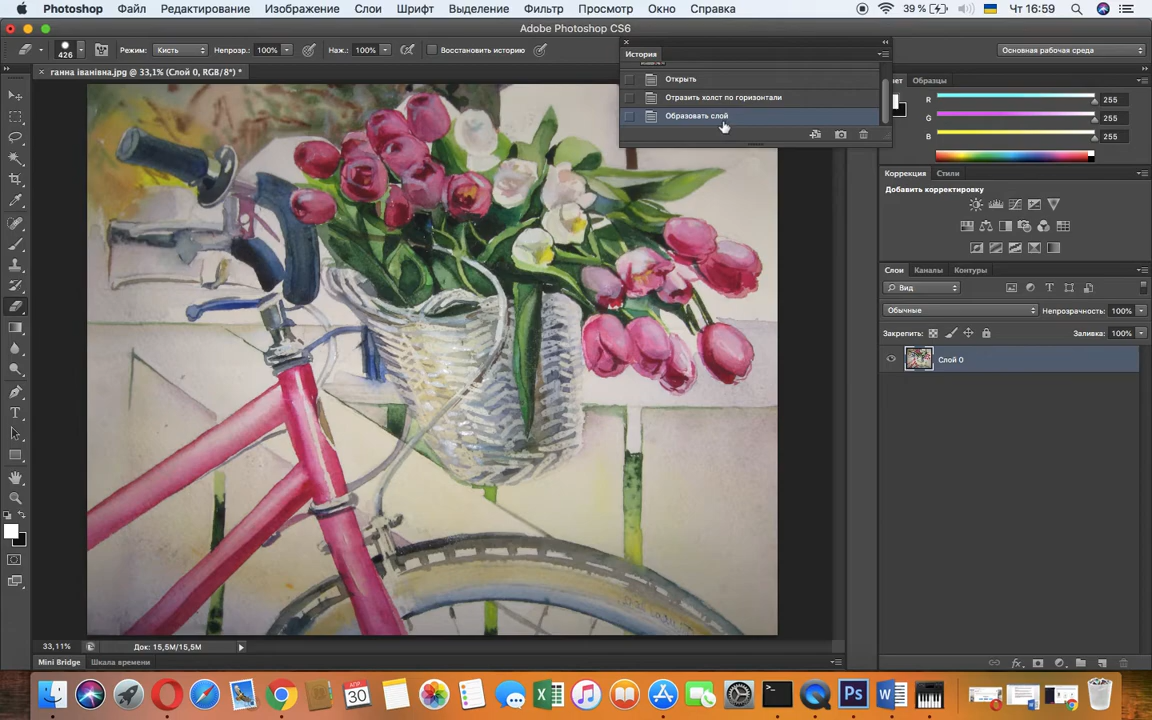 Photoshop Файл Редактирование Изображение Слои Шрифт Выделение Фильтр Просмотр Окно Справка 39 % Чт 16:59
Adobe Photoshop CS6
426 Режим: Кисть Непрозр.: 100% Наж.: 100% Восстановить историю Основная рабочая среда
ганна іванівна.jpg @ 33,1% (Слой 0, RGB/8*) *
История
Открыть
Отразить холст по горизонтали
Образовать слой
Образцы
R 255
G 255
B 255
Коррекция Стили
Добавить корректировку
Слои Каналы Контуры
Вид
Обычные Непрозрачность: 100%
Закрепить: Заливка: 100%
Слой 0
33,11% Док: 15,5M/15,5M
Mini Bridge Шкала времени
АПР
30
Ps
W